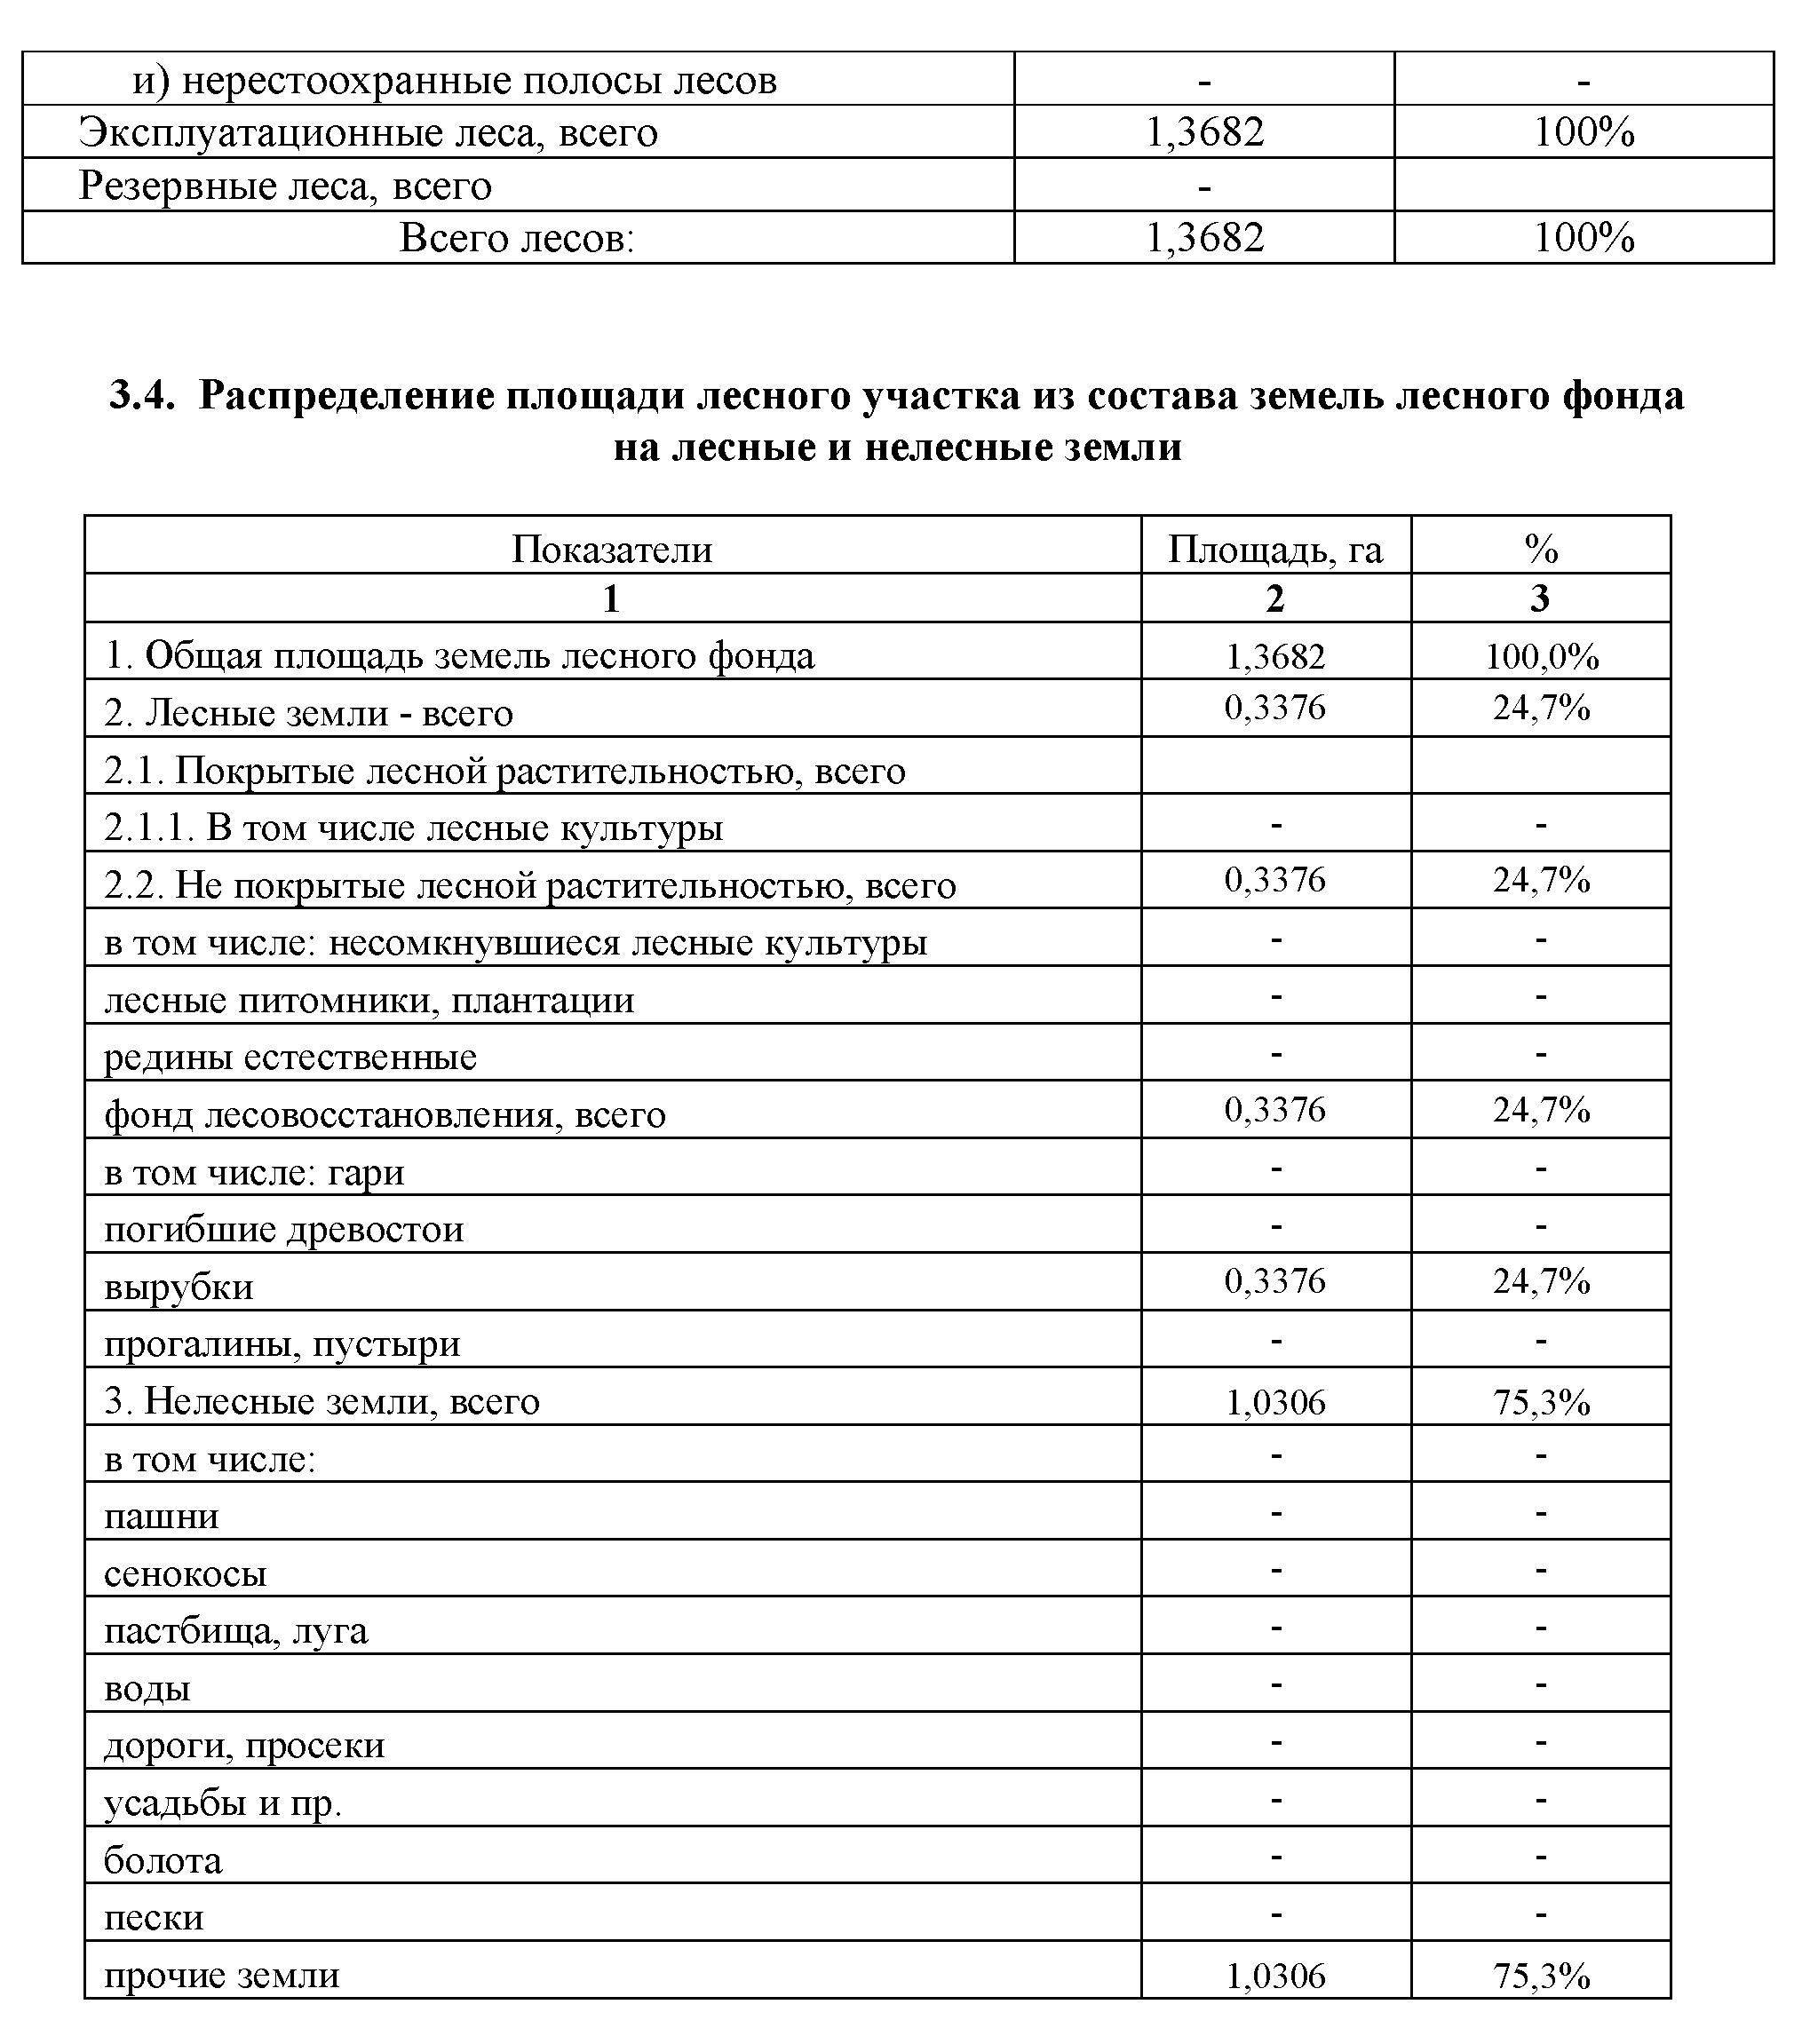 и) нерестоохранные полосы лесов - -
Эксплуатационные леса, всего 1,3682 100%
Резервные леса, всего -
Всего лесов: 1,3682 100%
3.4. Распределение площади лесного участка из состава земель лесного фонда
на лесные и нелесные земли
Показатели Площадь, га %
1 2 3
1. Общая площадь земель лесного фонда 1,3682 100,0%
2. Лесные земли - всего 0,3376 24,7%
2.1. Покрытые лесной растительностью, всего
2.1.1. В том числе лесные культуры - -
2.2. Не покрытые лесной растительностью, всего 0,3376 24,7%
в том числе: несомкнувшиеся лесные культуры - -
лесные питомники, плантации - -
редины естественные - -
фонд лесовосстановления, всего 0,3376 24,7%
в том числе: гари - -
погибшие древостои - -
вырубки 0,3376 24,7%
прогалины, пустыри - -
3. Нелесные земли, всего 1,0306 75,3%
в том числе: - -
пашни - -
сенокосы - -
пастбища, луга - -
воды - -
дороги, просеки - -
усадьбы и пр. - -
болота - -
пески - -
прочие земли 1,0306 75,3%